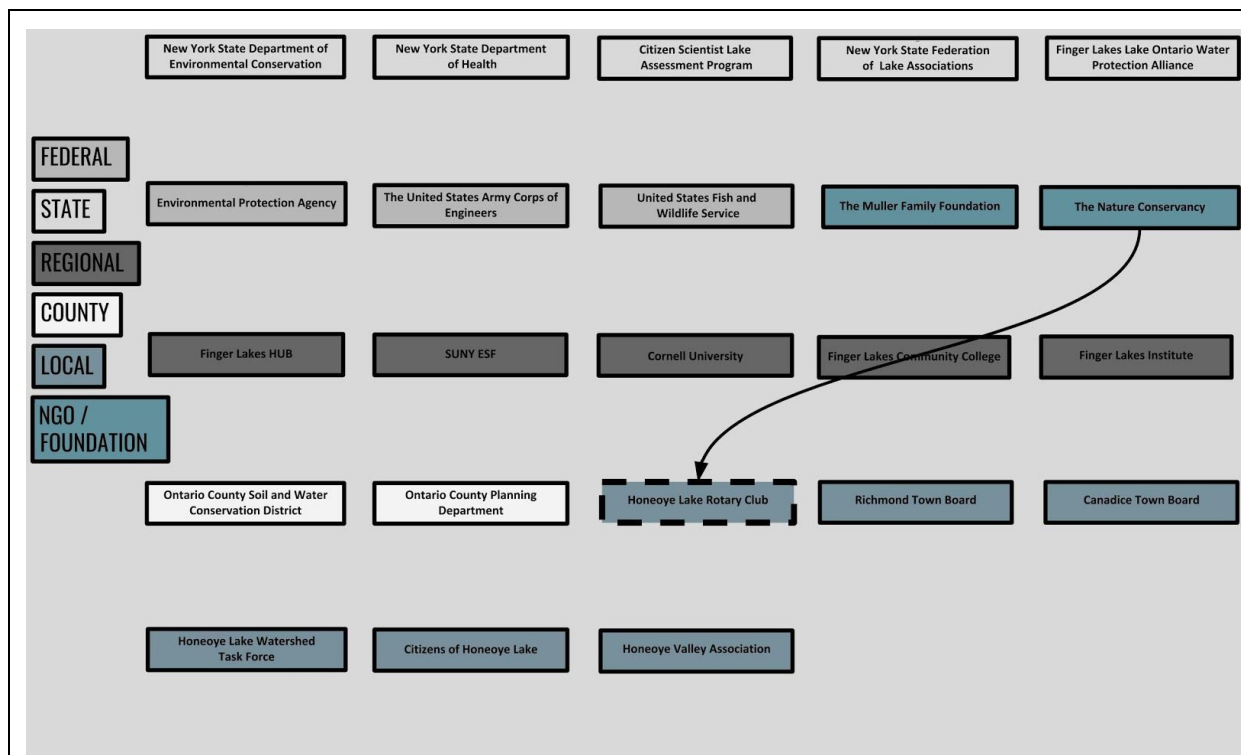 New York State Department of
Environmental Conservation
New York State Department
of Health
Citizen Scientist Lake
Assessment Program
New York State Federation
of Lake Associations
Finger Lakes Lake Ontario Water
Protection Alliance
FEDERAL
STATE
REGIONAL
COUNTY
LOCAL
NGO /
FOUNDATION
Environmental Protection Agency
The United States Army Corps of
Engineers
United States Fish and
Wildlife Service
The Muller Family Foundation
The Nature Conservancy
Finger Lakes HUB
SUNY ESF
Cornell University
Finger Lakes Community College
Finger Lakes Institute
Ontario County Soil and Water
Conservation District
Ontario County Planning
Department
Honeoye Lake Rotary Club
Richmond Town Board
Canadice Town Board
Honeoye Lake Watershed
Task Force
Citizens of Honeoye Lake
Honeoye Valley Association